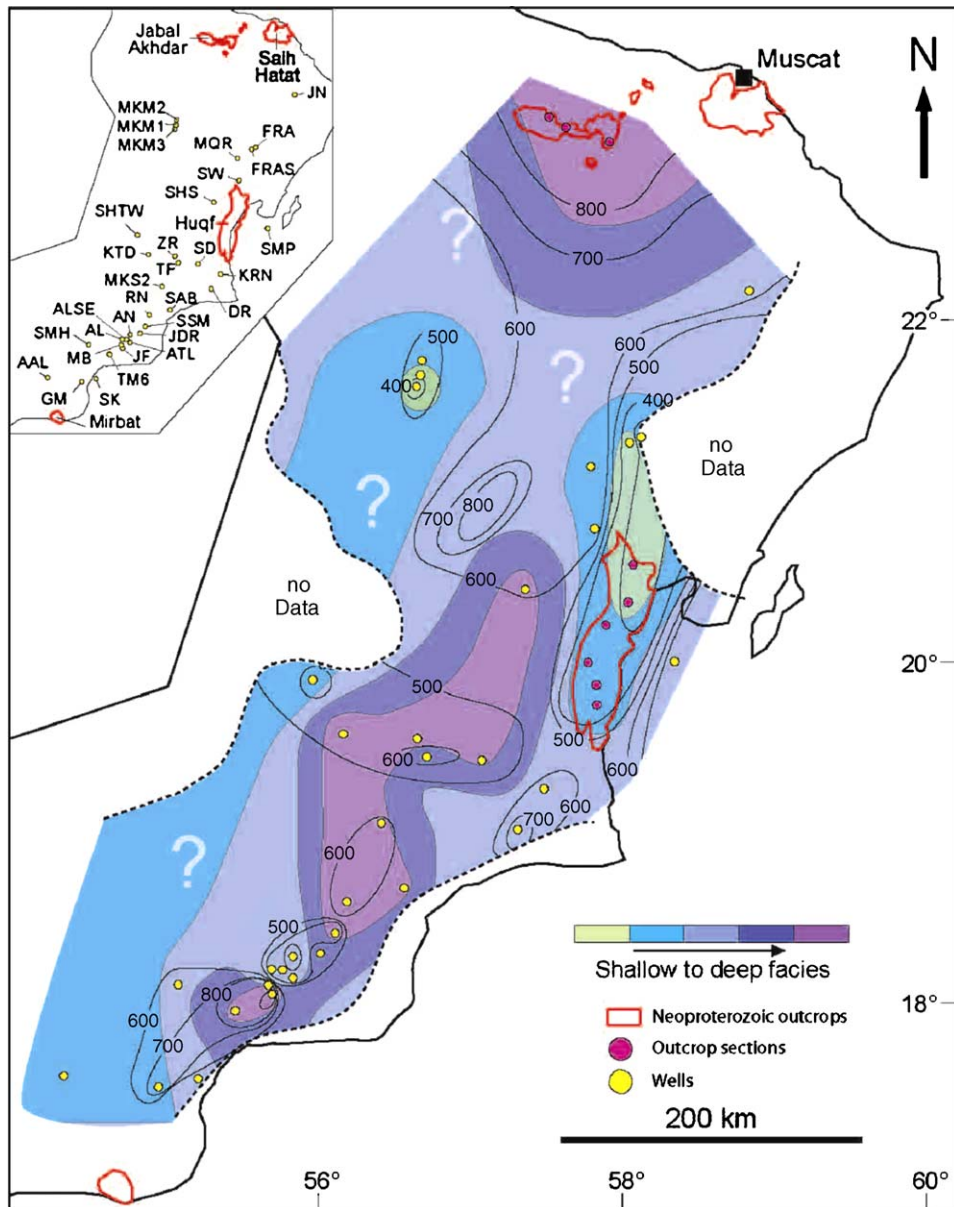 Jabal
Akhdar
Saih
Hatat
JN
MKM2
MKM1
MKM3
FRA
MQR
FRAS
SW
SHS
SHTW
Huqf
SMP
ZR
SD
KTD
TF
KRN
MKS2
RN
SAB
DR
ALSE
AN
SSM
SMH
AL
JDR
MB
JF
ATL
AAL
TM6
GM
SK
Mirbat
Muscat
N
800
700
?
22°
600
500
600
?
500
400
400
no
Data
?
800
700
600
no
Data
20°
500
500
600
600
600
700
?
600
500
Shallow to deep facies
800
600
18°
700
Neoproterozoic outcrops
Outcrop sections
Wells
200 km
56°
58°
60°